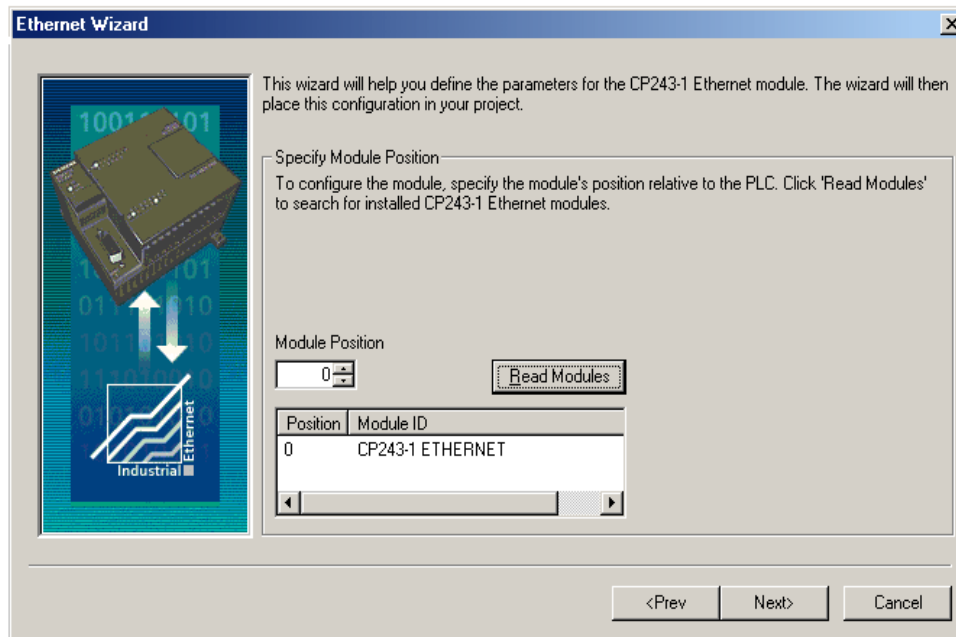 Ethernet Wizard
This wizard will help you define the parameters for the CP243-1 Ethernet module. The wizard will then
place this configuration in your project.
Specify Module Position
To configure the module, specify the module's position relative to the PLC. Click 'Read Modules'
to search for installed CP243-1 Ethernet modules.
Module Position
0
Read Modules
Position Module ID
0 CP243-1 ETHERNET
Industrial
Ethernet
<Prev Next> Cancel